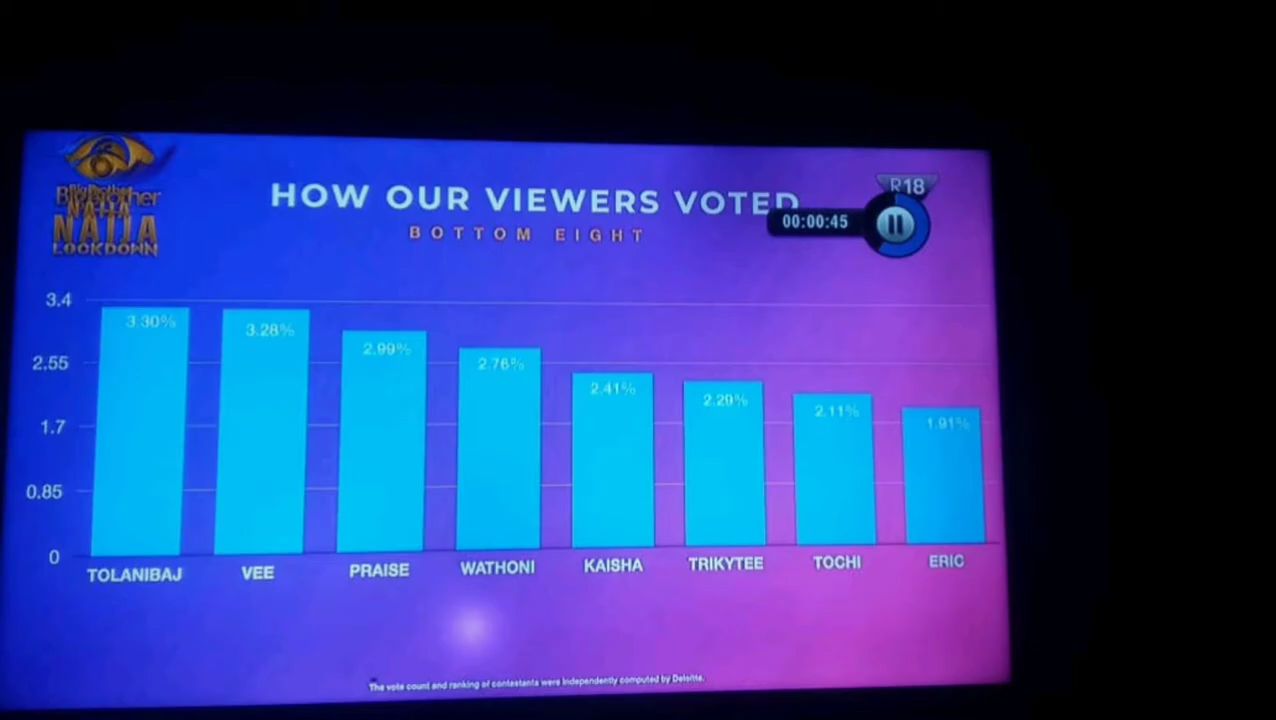 Big Brother
NAIJA
LOCKDOWN
HOW OUR VIEWERS VOTED
BOTTOM EIGHT
R18
00:00:45
3.4
2.55
1.7
0.85
0
3.30%
3.28%
2.99%
2.76%
2.41%
2.29%
2.11%
1.91%
TOLANIBAJ VEE PRAISE WATHONI KAISHA TRIKYTEE TOCHI ERIC
The vote count and ranking of contestants were independently computed by Deloitte.